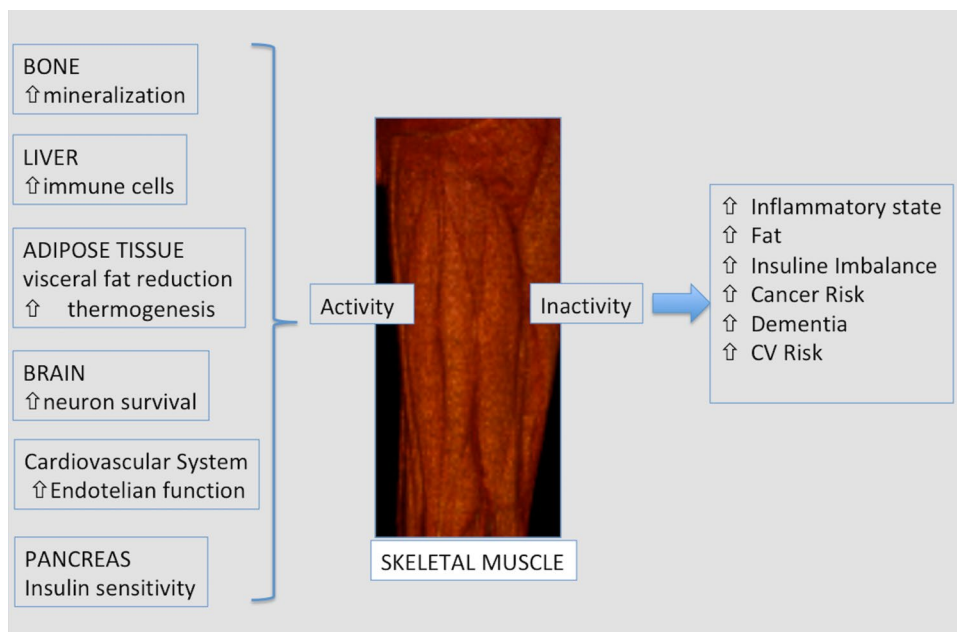 BONE
⇧mineralization
LIVER
⇧immune cells
ADIPOSE TISSUE
visceral fat reduction
⇧ thermogenesis
BRAIN
⇧neuron survival
Cardiovascular System
⇧Endotelian function
PANCREAS
Insulin sensitivity
Activity
Inactivity
SKELETAL MUSCLE
⇧ Inflammatory state
⇧ Fat
⇧ Insuline Imbalance
⇧ Cancer Risk
⇧ Dementia
⇧ CV Risk